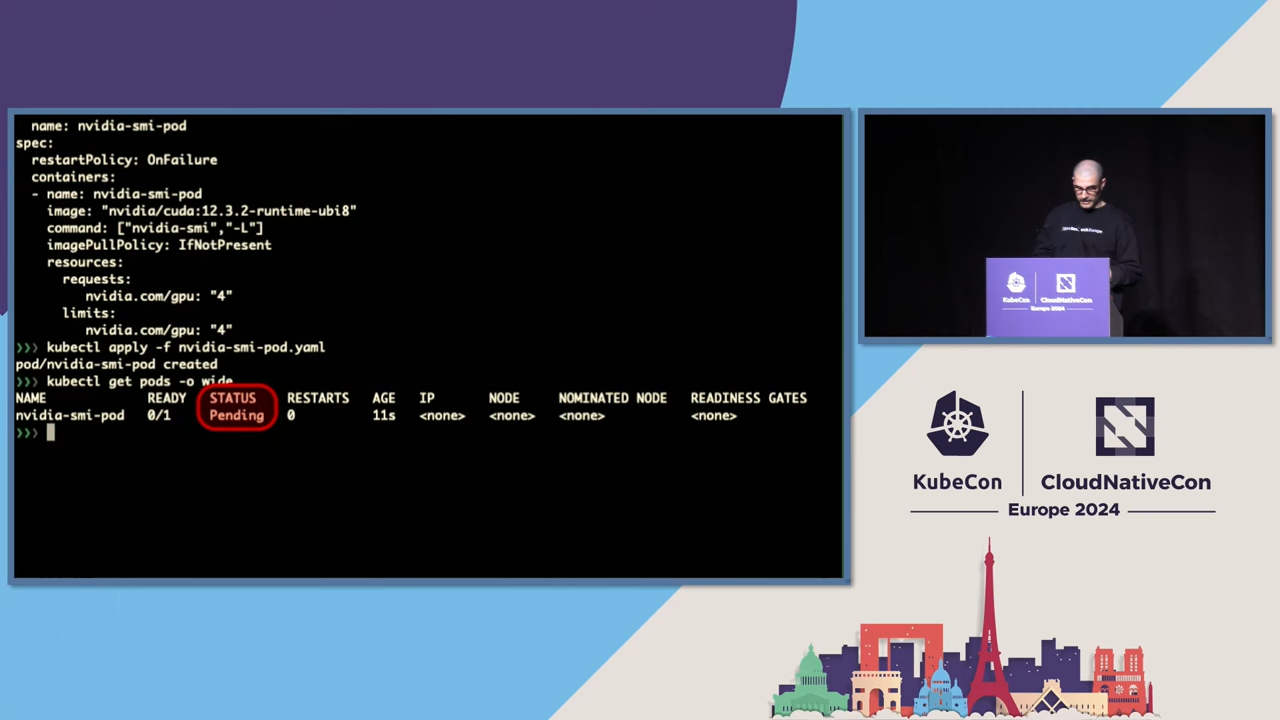 name: nvidia-smi-pod
spec:
restartPolicy: OnFailure
containers:
- name: nvidia-smi-pod
image: "nvidia/cuda:12.3.2-runtime-ubi8"
command: ["nvidia-smi","-L"]
imagePullPolicy: IfNotPresent
resources:
requests:
nvidia.com/gpu: "4"
limits:
nvidia.com/gpu: "4"
❯❯❯ kubectl apply -f nvidia-smi-pod.yaml
pod/nvidia-smi-pod created
❯❯❯ kubectl get pods -o wide
NAME READY STATUS RESTARTS AGE IP NODE NOMINATED NODE READINESS GATES
nvidia-smi-pod 0/1 Pending 0 11s <none> <none> <none> <none>
❯❯❯
KubeCon CloudNativeCon
Europe 2024
KubeCon CloudNativeCon
Europe 2024